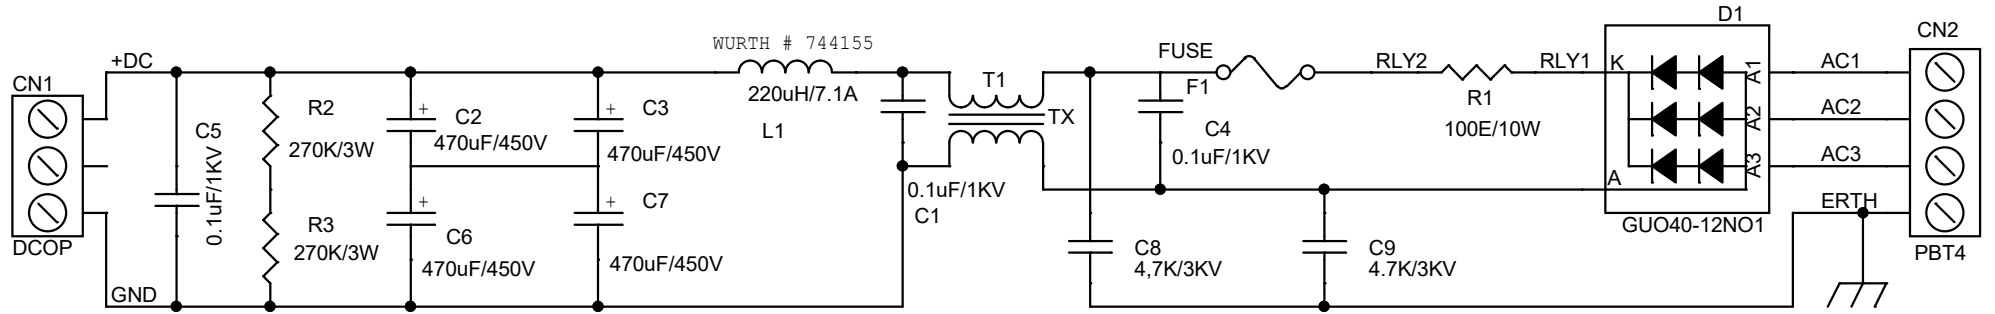 D1
CN2
WURTH # 744155
FUSE
+DC
RLY2
RLY1
K
A1
AC1
CN1
T1
F1
220uH/7.1A
R1
R2
C2
C3
A2
AC2
C5
L1
TX
C4
100E/10W
470uF/450V
270K/3W
470uF/450V
0.1uF/1KV
A3
AC3
0.1uF/1KV
0.1uF/1KV
A
C7
C1
ERTH
R3
C6
GUO40-12NO1
DCOP
270K/3W
C8
C9
PBT4
470uF/450V
470uF/450V
4,7K/3KV
4.7K/3KV
GND
+
+
+
+